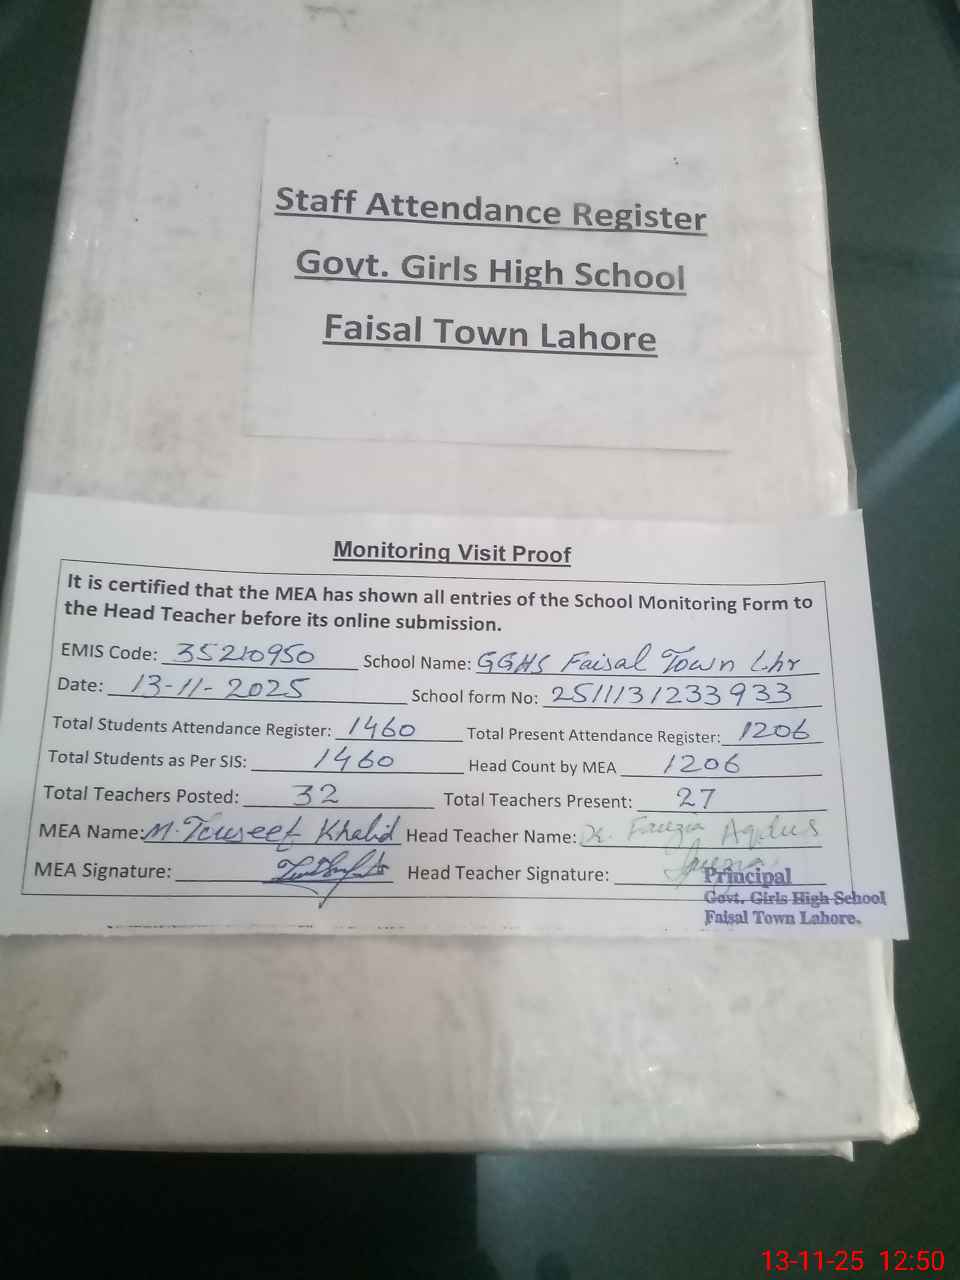 Staff Attendance Register
Govt. Girls High School
Faisal Town Lahore
Monitoring Visit Proof
It is certified that the MEA has shown all entries of the School Monitoring Form to
the Head Teacher before its online submission.
EMIS Code: 35210950 School Name: GGHS Faisal Town Lhr
Date: 13-11-2025 School form No: 2511131233933
Total Students Attendance Register: 1460 Total Present Attendance Register: 1206
Total Students as Per SIS: 1460 Head Count by MEA 1206
Total Teachers Posted: 32 Total Teachers Present: 27
MEA Name: M. Touseef Khalid Head Teacher Name: Fauzia Aqdus
MEA Signature: Head Teacher Signature:
Principal
Govt. Girls High School
Faisal Town Lahore.
13-11-25 12:50